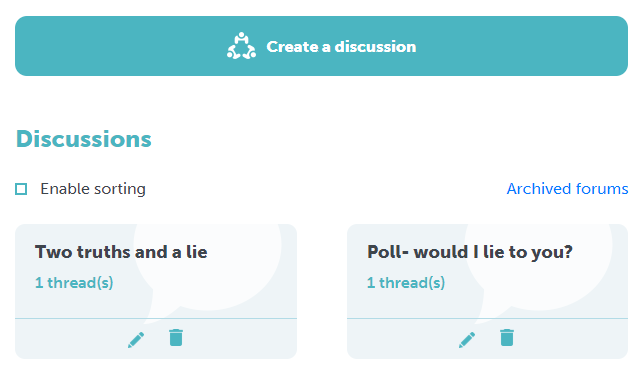 Create a discussion
Discussions
Enable sorting
Archived forums
Two truths and a lie
1 thread(s)
Poll- would I lie to you?
1 thread(s)